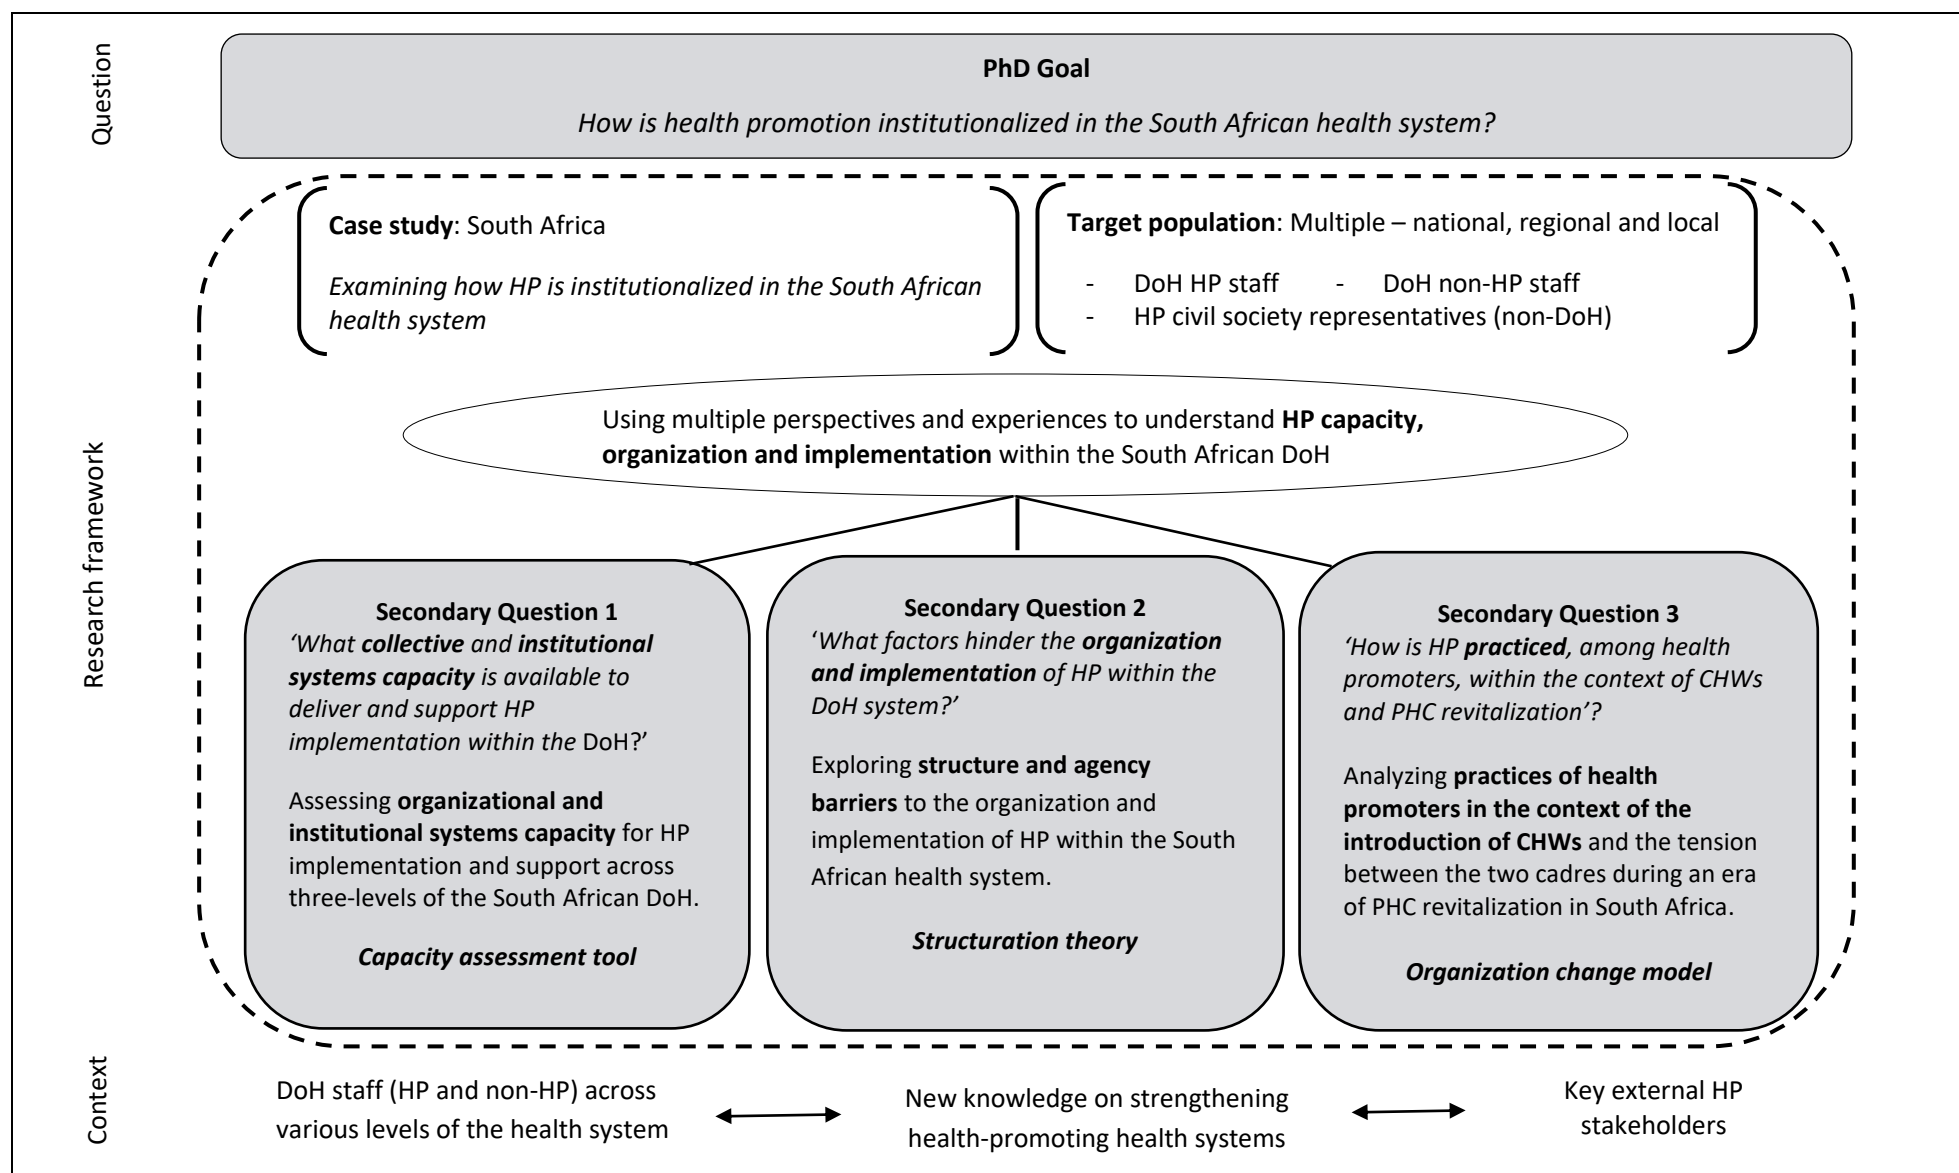 Question
PhD Goal
How is health promotion institutionalized in the South African health system?
Research framework
Case study: South Africa
Examining how HP is institutionalized in the South African
health system
Target population: Multiple – national, regional and local
- DoH HP staff - DoH non-HP staff
- HP civil society representatives (non-DoH)
Using multiple perspectives and experiences to understand HP capacity,
organization and implementation within the South African DoH
Secondary Question 1
‘What collective and institutional
systems capacity is available to
deliver and support HP
implementation within the DoH?’
Assessing organizational and
institutional systems capacity for HP
implementation and support across
three-levels of the South African DoH.
Capacity assessment tool
Secondary Question 2
‘What factors hinder the organization
and implementation of HP within the
DoH system?’
Exploring structure and agency
barriers to the organization and
implementation of HP within the South
African health system.
Structuration theory
Secondary Question 3
‘How is HP practiced, among health
promoters, within the context of CHWs
and PHC revitalization’?
Analyzing practices of health
promoters in the context of the
introduction of CHWs and the tension
between the two cadres during an era
of PHC revitalization in South Africa.
Organization change model
Context
DoH staff (HP and non-HP) across
various levels of the health system
New knowledge on strengthening
health-promoting health systems
Key external HP
stakeholders